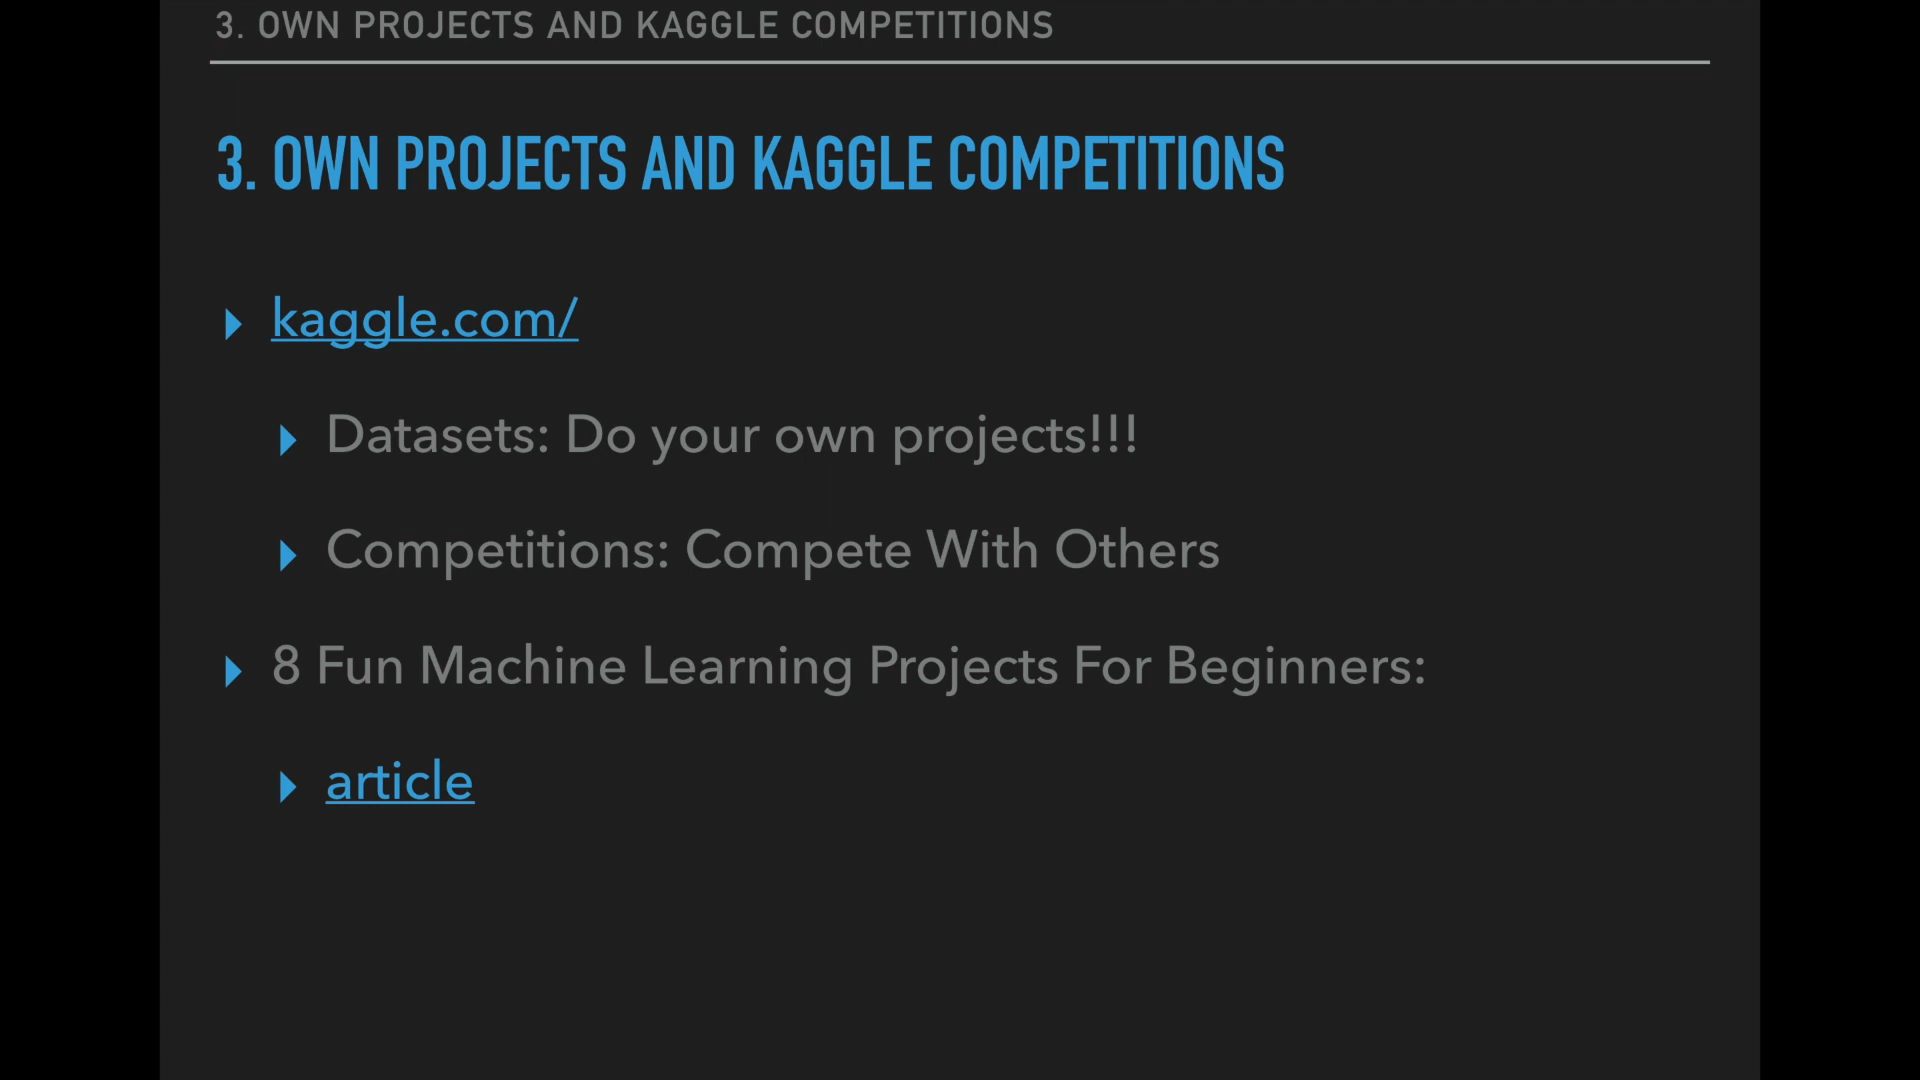 3. OWN PROJECTS AND KAGGLE COMPETITIONS
3. OWN PROJECTS AND KAGGLE COMPETITIONS
kaggle.com/
Datasets: Do your own projects!!!
Competitions: Compete With Others
8 Fun Machine Learning Projects For Beginners:
article